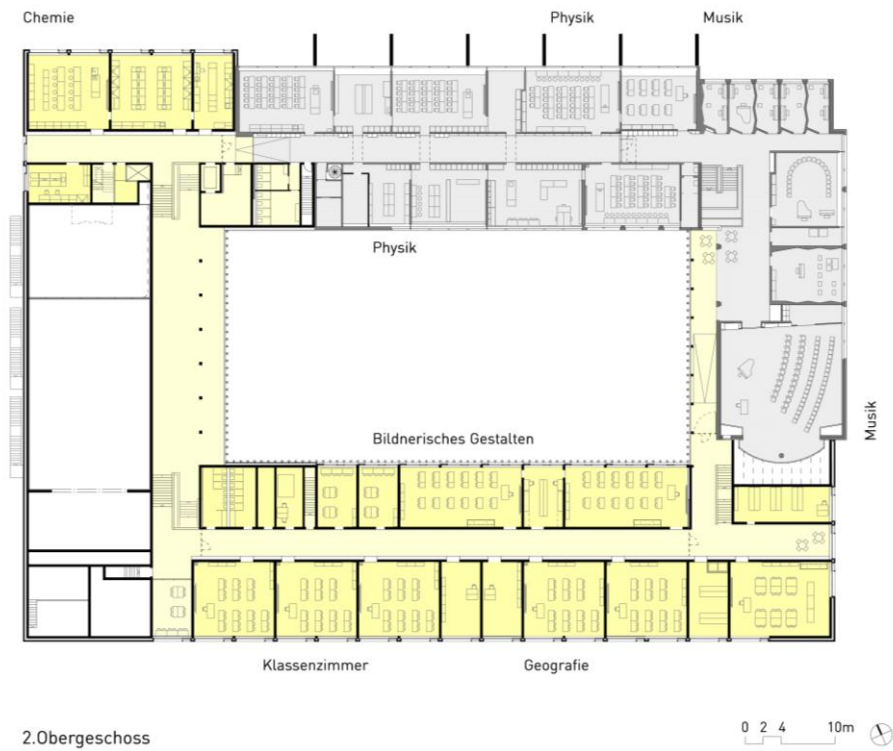 Chemie
Physik
Musik
Physik
Bildnerisches Gestalten
Musik
Klassenzimmer
Geografie
2.Obergeschoss
0 2 4 10m